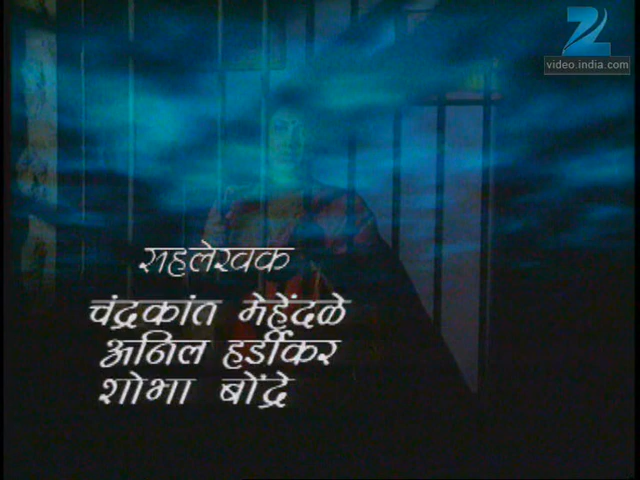 Z
video.india.com
सहलेखक
चंद्रकांत मेहेंदळे
अनिल हर्डीकर
शोभा बोंद्रे